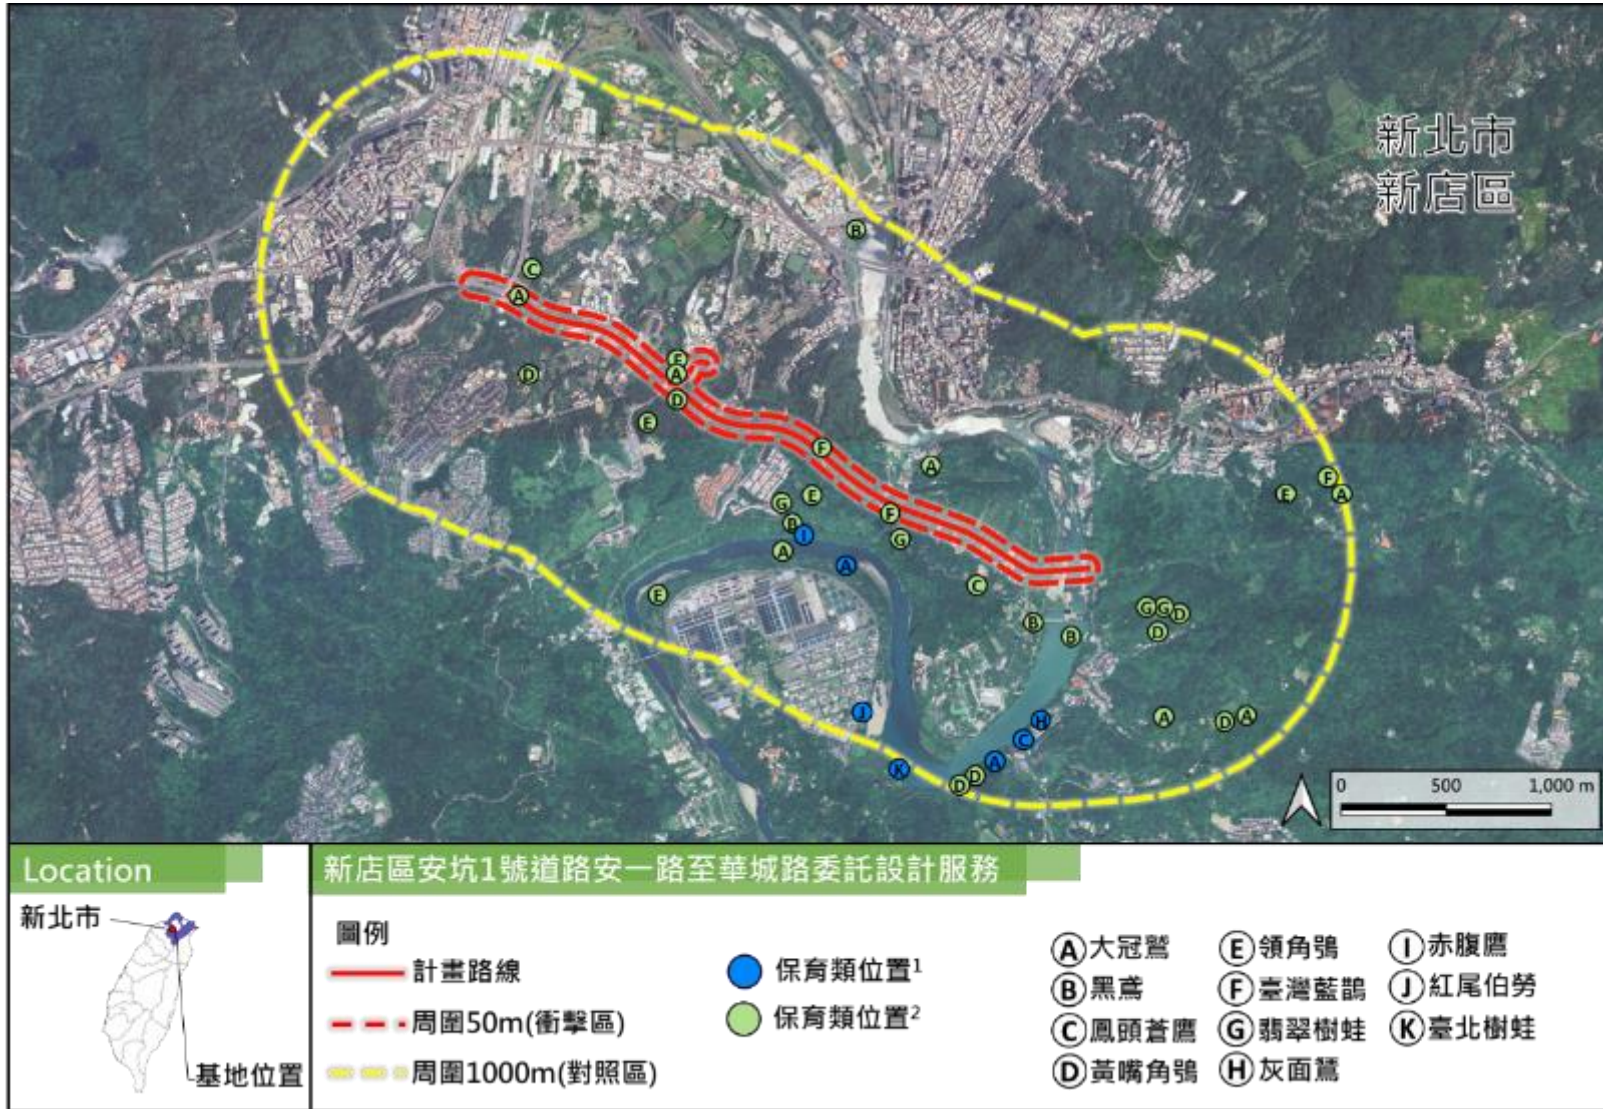 新北市
新店區
C
A
B
D
E
A
D
E
F
A
F
A
E
G
E
B
I
A
F
G
A
E
C
B
B
G
G
D
D
J
H
C
A
K
D
D
A
D
A
0 500 1,000 m
Location
新北市
基地位置
新店區安坑1號道路安一路至華城路委託設計服務
圖例
計畫路線
周圍50m(衝擊區)
周圍1000m(對照區)
保育類位置1
保育類位置2
A 大冠鷲
B 黑鳶
C 鳳頭蒼鷹
D 黃嘴角鴞
E 領角鴞
F 臺灣藍鵲
G 翡翠樹蛙
H 灰面鵟
I 赤腹鷹
J 紅尾伯勞
K 臺北樹蛙